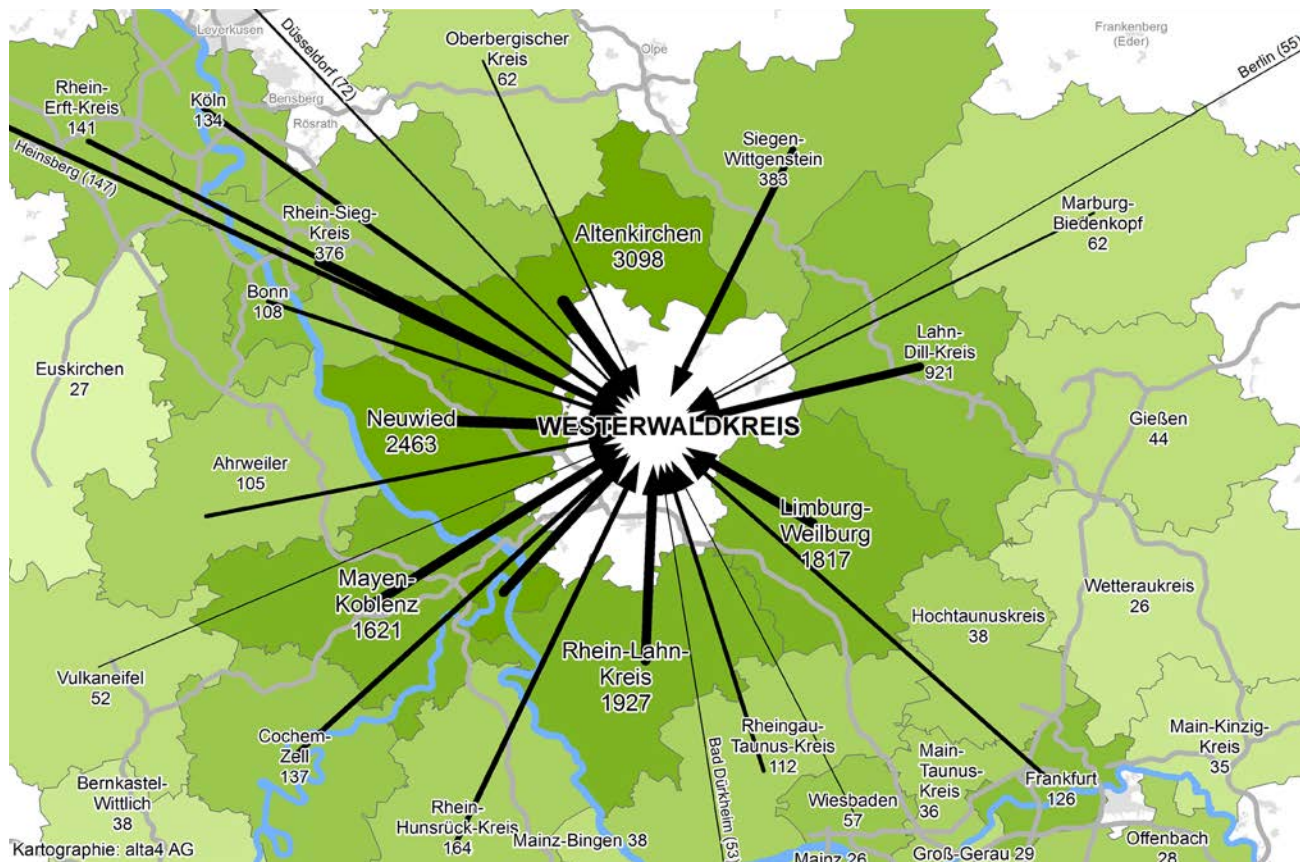 Leverkusen
Düsseldorf (72)
Oberbergischer
Kreis
62
Olpe
Frankenberg
(Eder)
Berlin (55)
Rhein-
Erft-Kreis
141
Köln
134
Bensberg
Rösrath
Heinsberg (147)
Siegen-
Wittgenstein
383
Marburg-
Biedenkopf
62
Rhein-Sieg-
Kreis
376
Altenkirchen
3098
Bonn
108
Lahn-
Dill-Kreis
921
Euskirchen
27
Neuwied
2463
WESTERWALDKREIS
Gießen
44
Ahrweiler
105
Limburg-
Weilburg
1817
Mayen-
Koblenz
1621
Wetteraukreis
26
Hochtaunuskreis
38
Rhein-Lahn-
Kreis
1927
Vulkaneifel
52
Cochem-
Zell
137
Rheingau-
Taunus-Kreis
112
Bad Dürkheim (53)
Main-
Taunus-
Kreis
36
Main-Kinzig-
Kreis
35
Frankfurt
126
Bernkastel-
Wittlich
38
Rhein-
Hunsrück-Kreis
164
Wiesbaden
57
Mainz-Bingen 38
Mainz 26
Groß-Gerau 29
Offenbach
28
Kartographie: alta4 AG